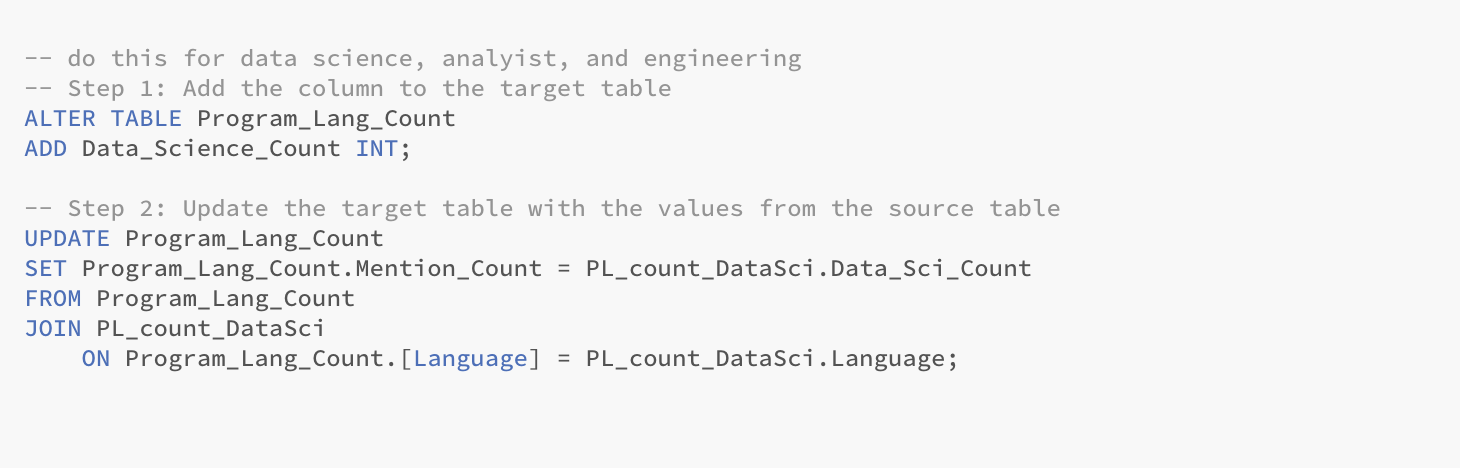 -- do this for data science, analyist, and engineering
-- Step 1: Add the column to the target table
ALTER TABLE Program_Lang_Count
ADD Data_Science_Count INT;
-- Step 2: Update the target table with the values from the source table
UPDATE Program_Lang_Count
SET Program_Lang_Count.Mention_Count = PL_count_DataSci.Data_Sci_Count
FROM Program_Lang_Count
JOIN PL_count_DataSci
    ON Program_Lang_Count.[Language] = PL_count_DataSci.Language;